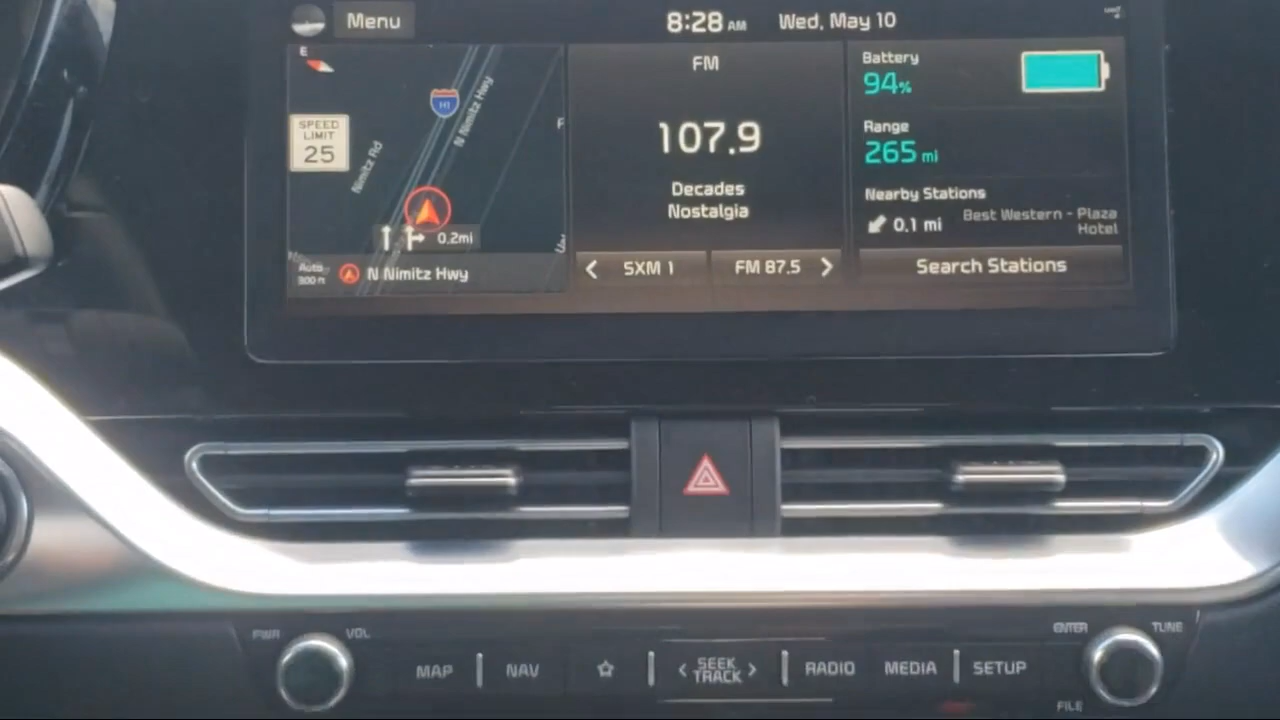 Menu
8:28 AM
Wed, May 10
E
SPEED
LIMIT
25
Nimitz Rd
N Nimitz Hwy
0.2mi
Auto
300 ft
N Nimitz Hwy
FM
107.9
Decades
Nostalgia
SXM 1
FM 87.5
Battery
94%
Range
265 mi
Nearby Stations
0.1 mi
Best Western - Plaza
Hotel
Search Stations
PWR
VOL
MAP
NAV
SEEK
TRACK
RADIO
MEDIA
SETUP
ENTER
TUNE
FILE